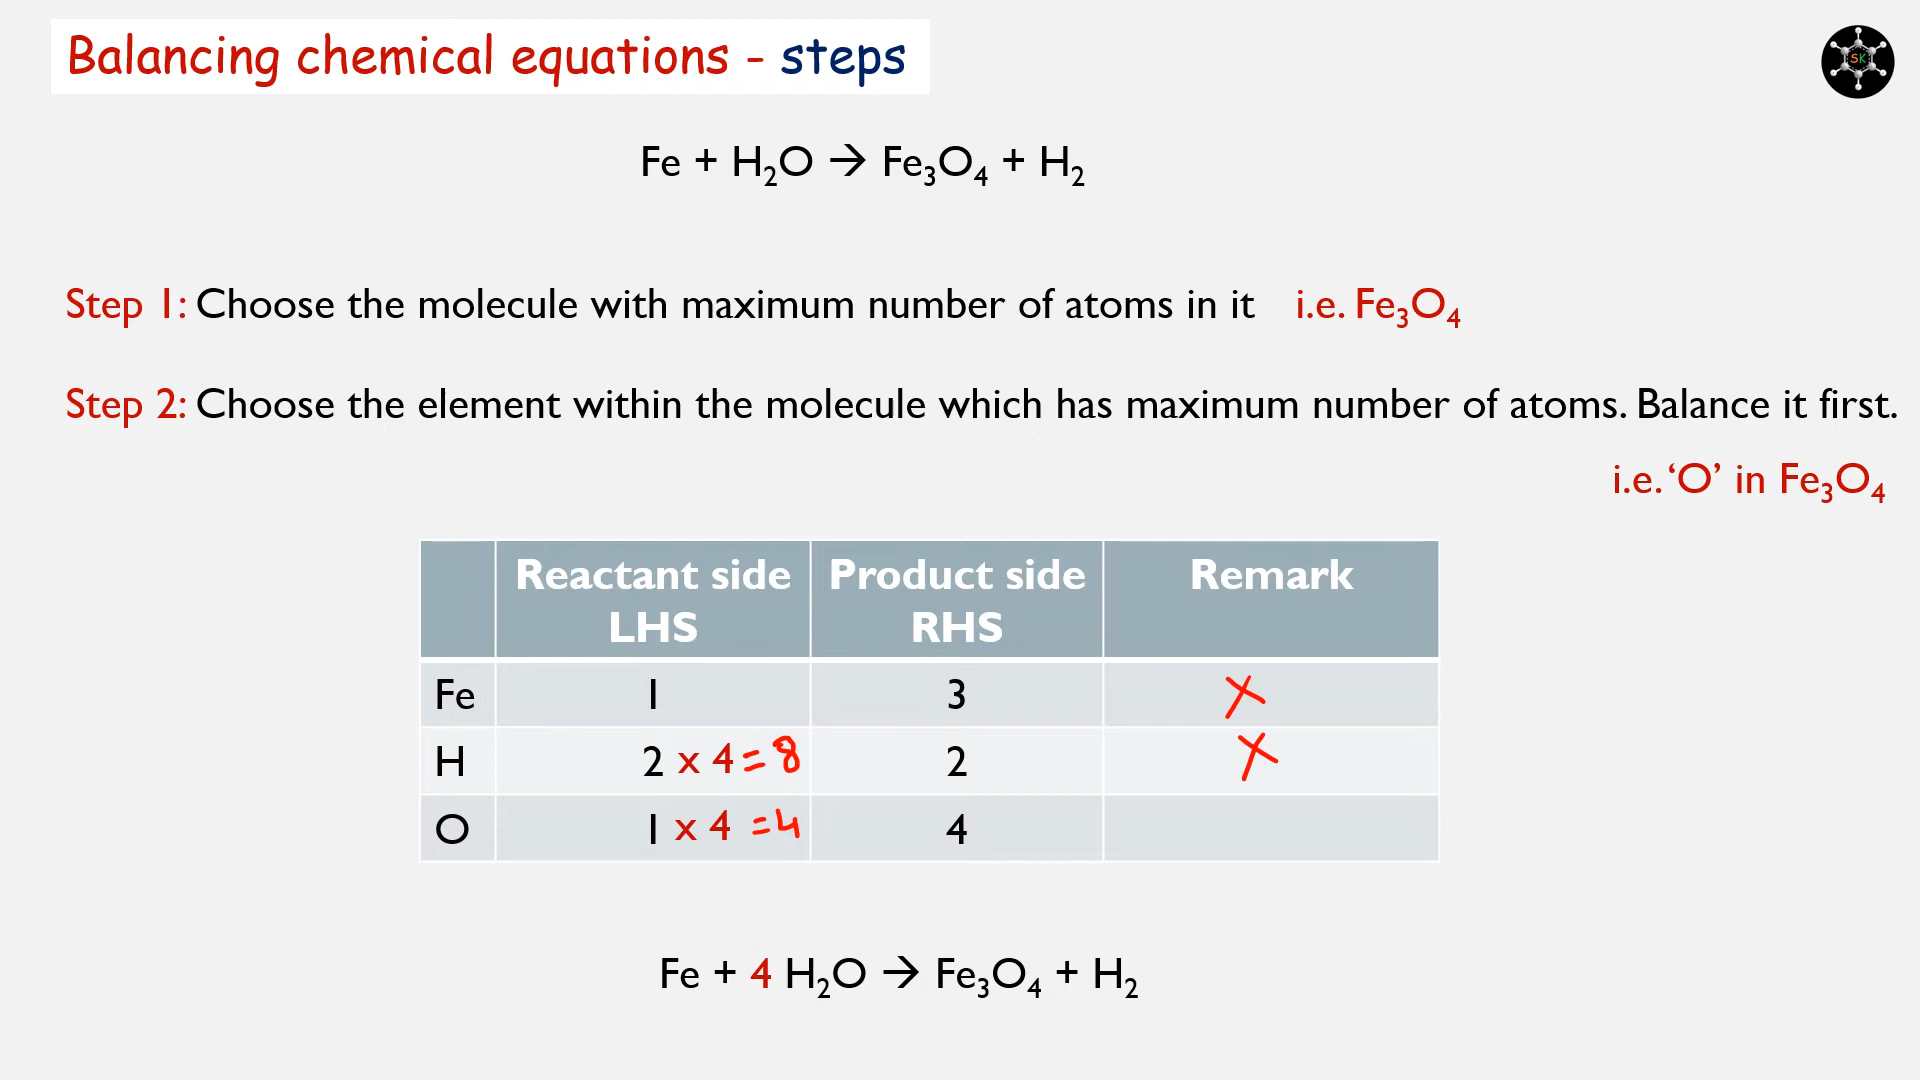 Balancing chemical equations - steps
SK
Fe + H₂O → Fe₃O₄ + H₂
Step 1: Choose the molecule with maximum number of atoms in it i.e. Fe₃O₄
Step 2: Choose the element within the molecule which has maximum number of atoms. Balance it first.
i.e. ‘O’ in Fe₃O₄
Reactant side LHS Product side RHS Remark
Fe 1 3 X
H 2 x 4 = 8 2 X
O 1 x 4 = 4 4
Fe + 4 H₂O → Fe₃O₄ + H₂